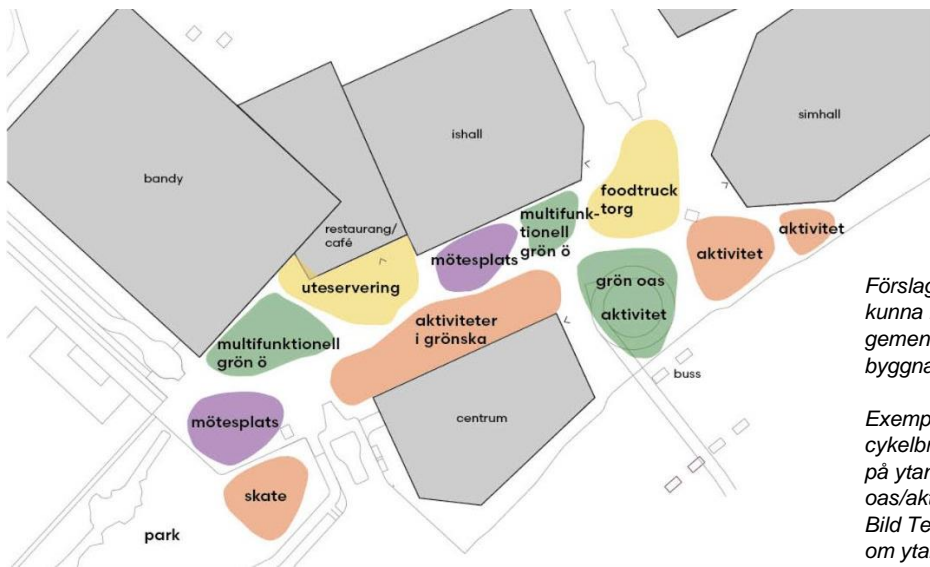 simhall
ishall
bandy
foodtruck
torg
multifunk-
tionell
grön ö
restaurang/
café
aktivitet
mötesplats
aktivitet
uteservering
grön oas
aktivitet
aktiviteter
i grönska
multifunktionell
grön ö
buss
mötesplats
centrum
skate
park
Förslag
kunna
gemen
byggna
Exemp
cykelbr
på ytan
oas/akt
Bild Te
om yta